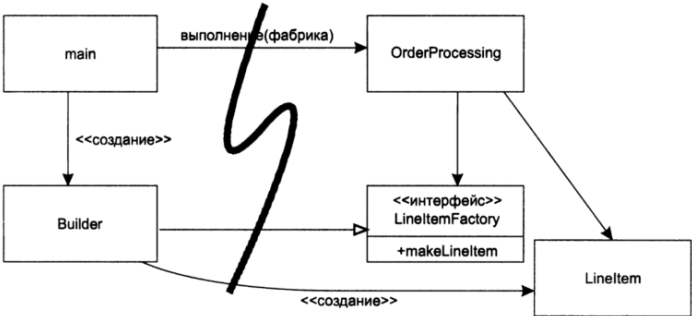 выполнение(фабрика)
main
OrderProcessing
<<создание>>
Builder
<<интерфейс>>
LineItemFactory
+makeLineItem
LineItem
<<создание>>